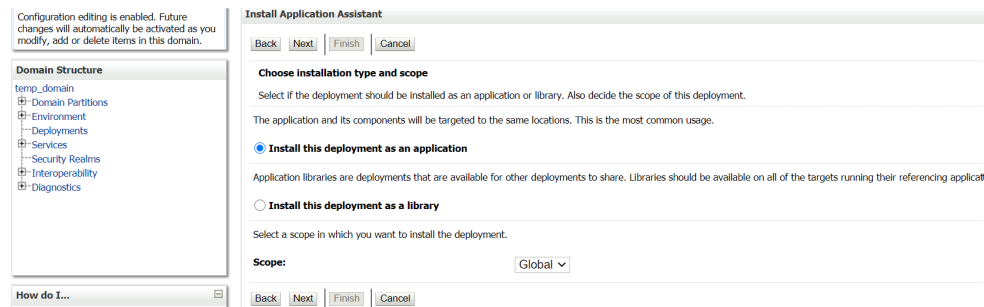 Configuration editing is enabled. Future
changes will automatically be activated as you
modify, add or delete items in this domain.
Domain Structure
temp_domain
Domain Partitions
Environment
Deployments
Services
Security Realms
Interoperability
Diagnostics
How do I...
Install Application Assistant
Back Next Finish Cancel
Choose installation type and scope
Select if the deployment should be installed as an application or library. Also decide the scope of this deployment.
The application and its components will be targeted to the same locations. This is the most common usage.
Install this deployment as an application
Application libraries are deployments that are available for other deployments to share. Libraries should be available on all of the targets running their referencing
Install this deployment as a library
Select a scope in which you want to install the deployment.
Scope: Global
Back Next Finish Cancel